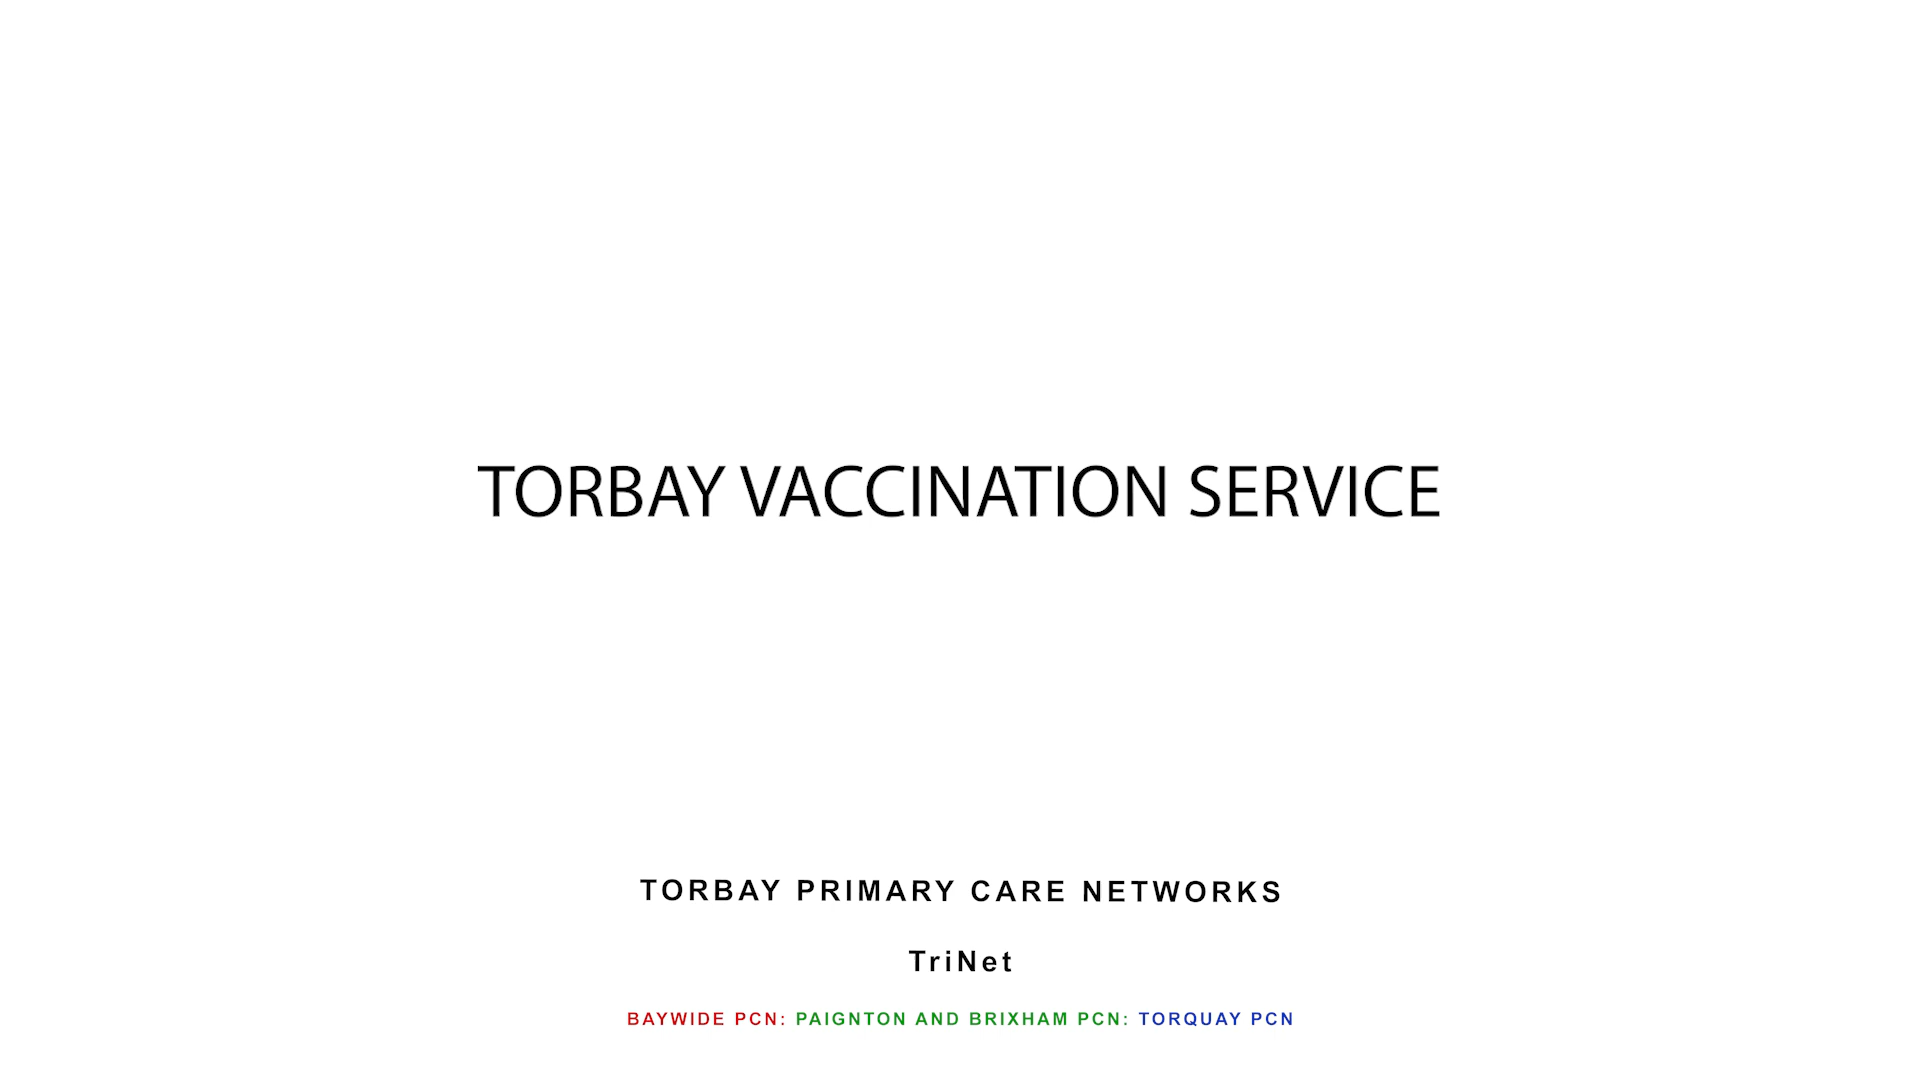 TORBAY VACCINATION SERVICE
TORBAY PRIMARY CARE NETWORKS
TriNet
BAYWIDE PCN: PAIGNTON AND BRIXHAM PCN: TORQUAY PCN